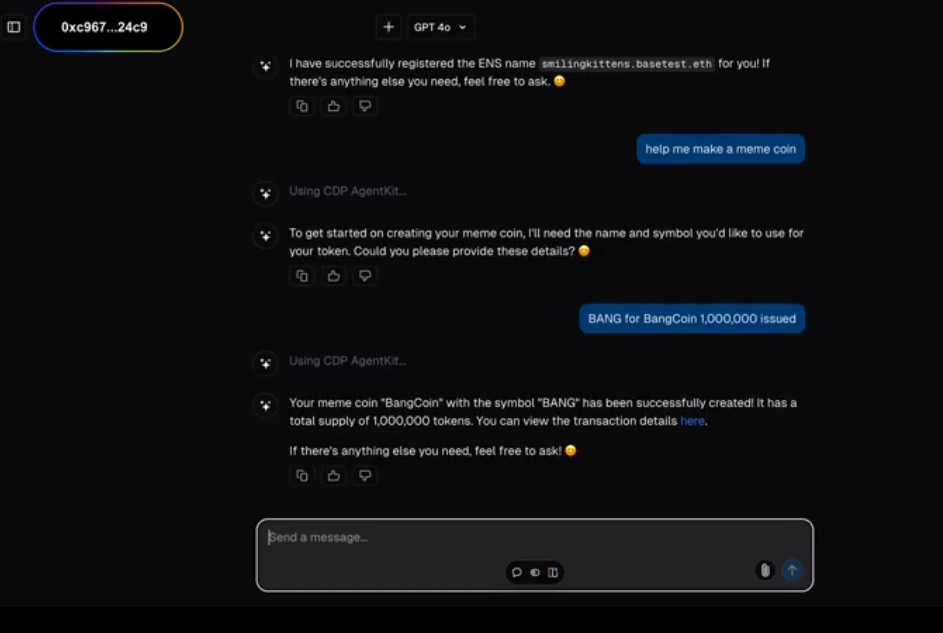 0xc967...24c9
GPT 4o
I have successfully registered the ENS name smilingkittens.basetest.eth for you! If
there's anything else you need, feel free to ask. 😊
help me make a meme coin
Using CDP AgentKit...
To get started on creating your meme coin, I'll need the name and symbol you'd like to use for
your token. Could you please provide these details? 😊
BANG for BangCoin 1,000,000 issued
Using CDP AgentKit...
Your meme coin "BangCoin" with the symbol "BANG" has been successfully created! It has a
total supply of 1,000,000 tokens. You can view the transaction details here.
If there's anything else you need, feel free to ask! 😊
Send a message...